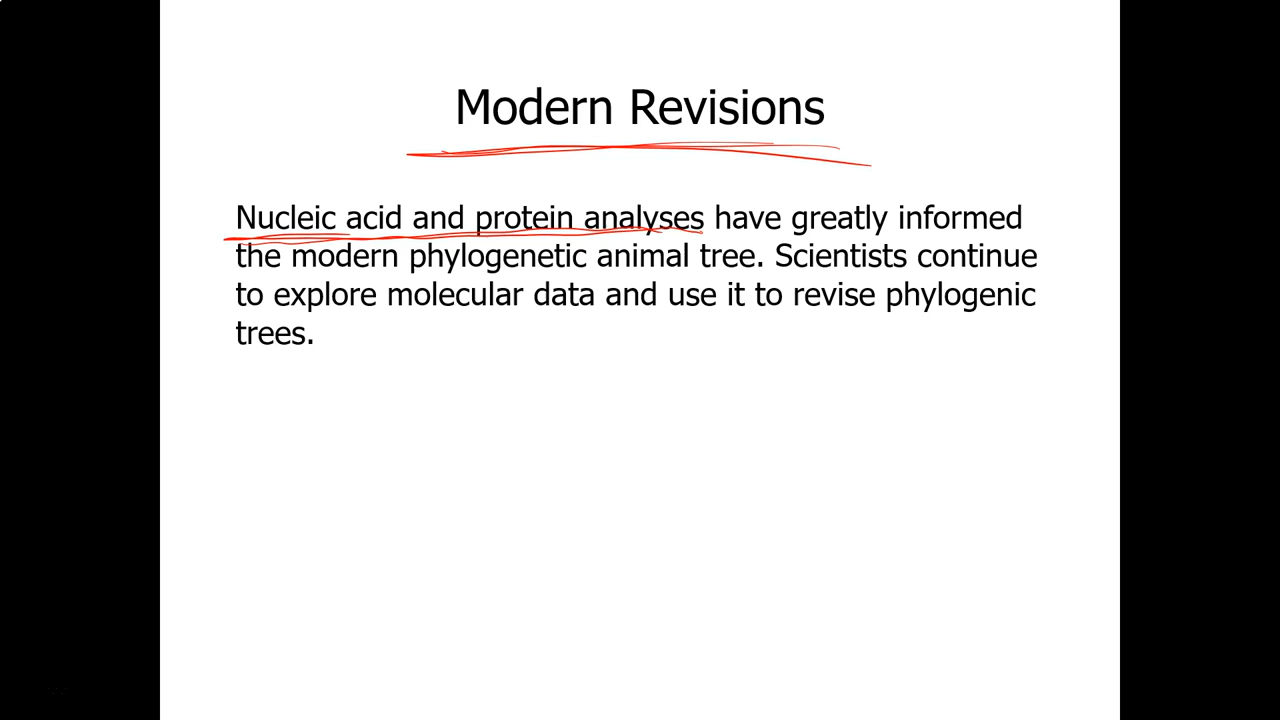 Modern Revisions
Nucleic acid and protein analyses have greatly informed
the modern phylogenetic animal tree. Scientists continue
to explore molecular data and use it to revise phylogenic
trees.